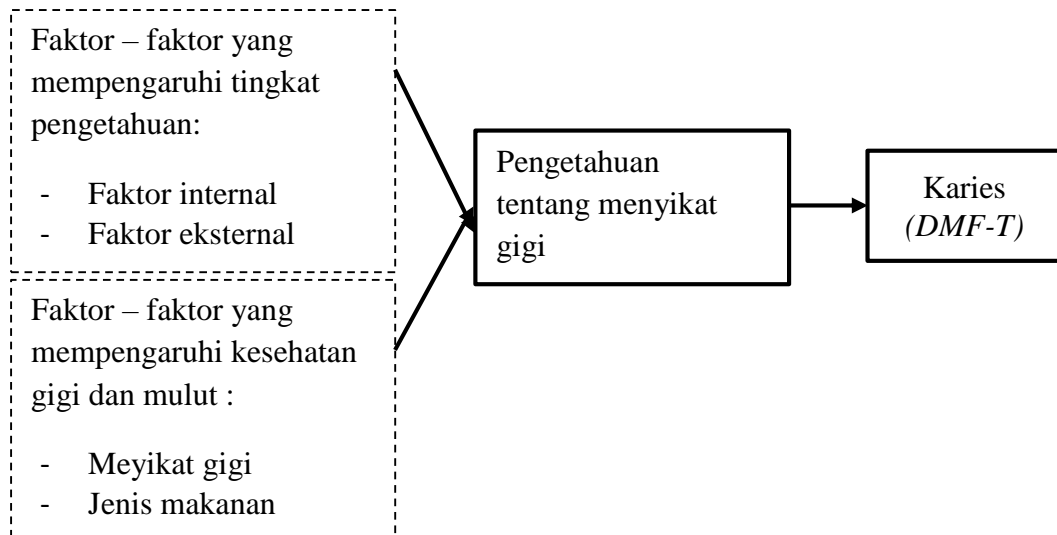 Faktor – faktor yang
mempengaruhi tingkat
pengetahuan:
- Faktor internal
- Faktor eksternal
Faktor – faktor yang
mempengaruhi kesehatan
gigi dan mulut :
- Meyikat gigi
- Jenis makanan
Pengetahuan
tentang menyikat
gigi
Karies
(DMF-T)